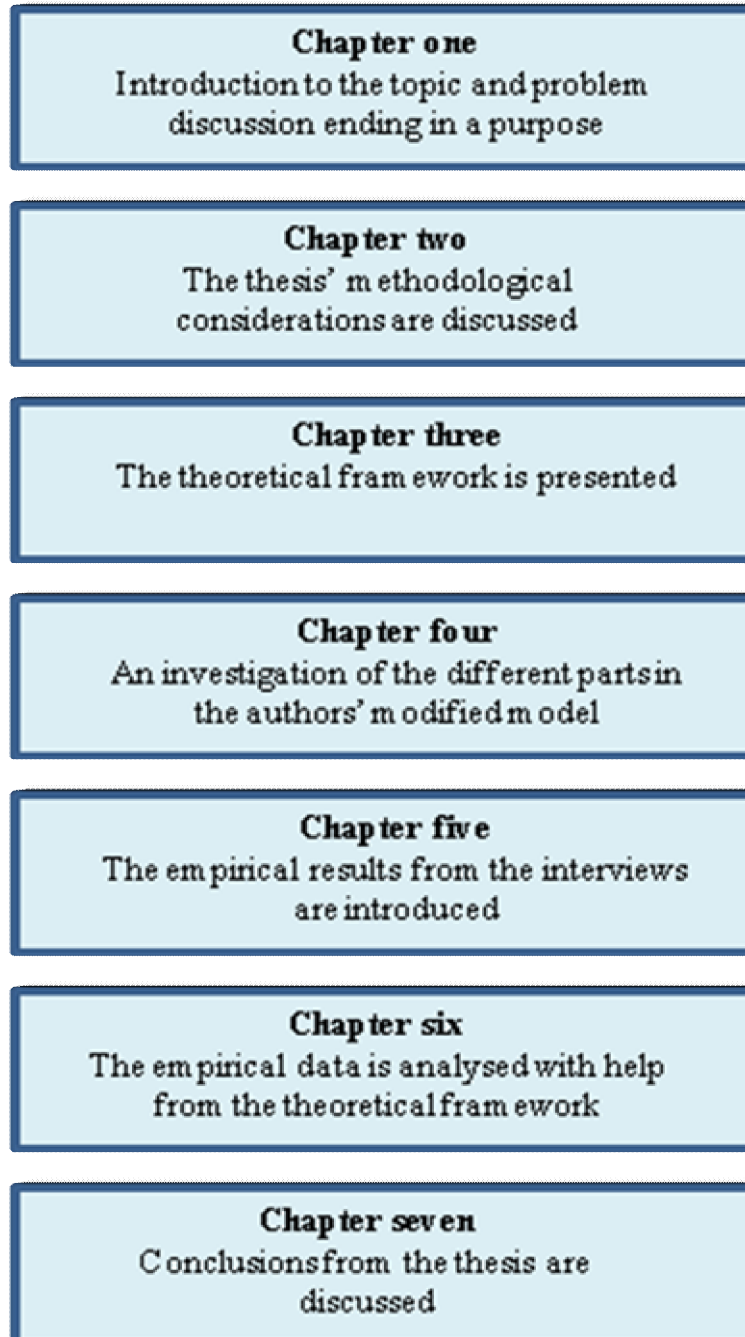 Chapter one
Introduction to the topic and problem
discussion ending in a purpose
Chapter two
The thesis' methodological
considerations are discussed
Chapter three
The theoretical framework is presented
Chapter four
An investigation of the different parts in
the authors' modified model
Chapter five
The empirical results from the interviews
are introduced
Chapter six
The empirical data is analysed with help
from the theoretical framework
Chapter seven
Conclusions from the thesis are
discussed